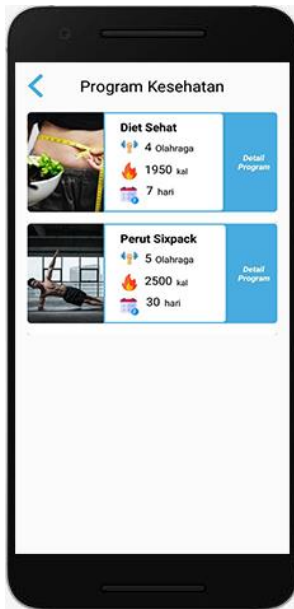 Program Kesehatan
Diet Sehat
4 Olahraga
1950 kal
7 hari
Detail
Program
Perut Sixpack
5 Olahraga
2500 kal
30 hari
Detail
Program